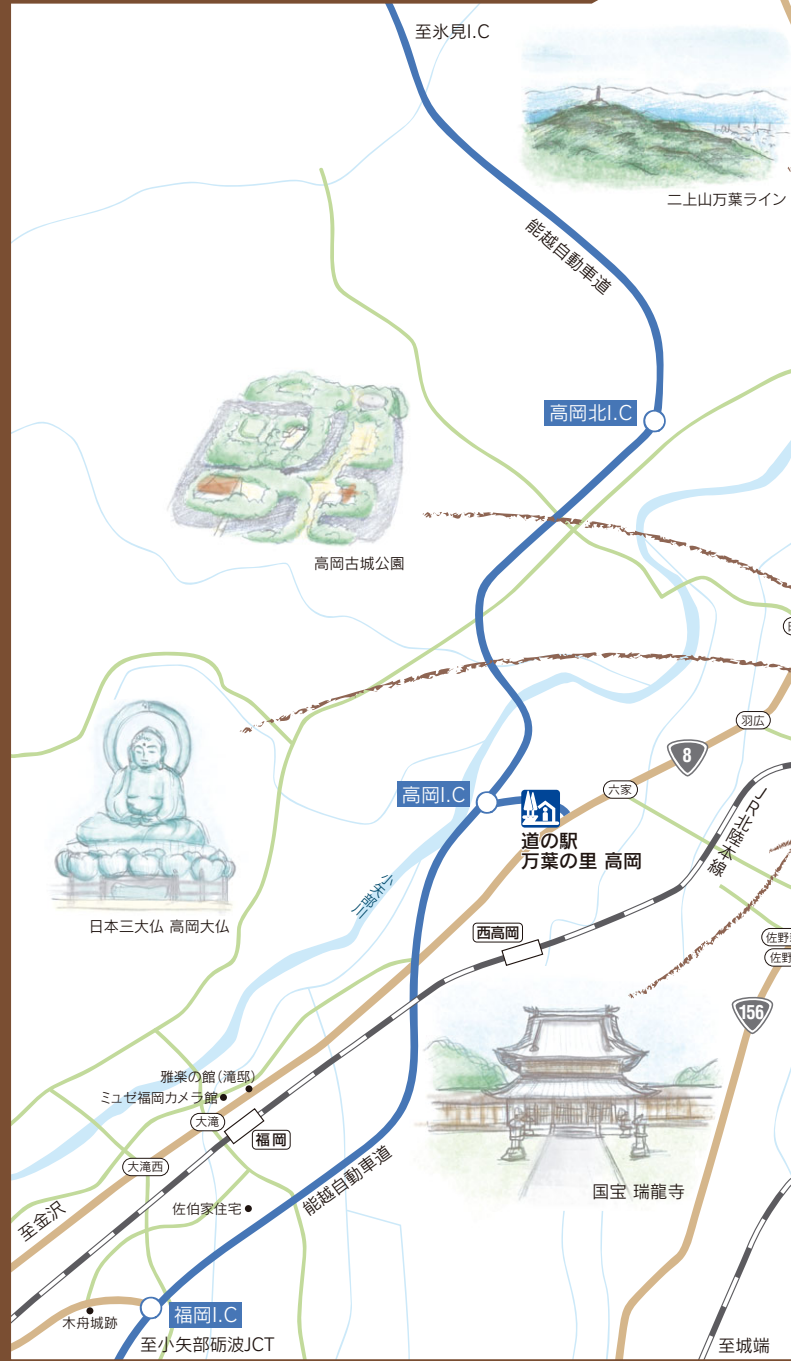 至氷見I.C
二上山万葉ライン
能越自動車道
高岡北I.C
高岡古城公園
羽広
8
六家
高岡I.C
道の駅
万葉の里 高岡
JR北陸本線
小矢部川
日本三大仏 高岡大仏
西高岡
佐野
佐野
156
雅楽の館(滝邸)
ミュゼ福岡カメラ館
大滝
福岡
大滝西
能越自動車道
国宝 瑞龍寺
佐伯家住宅
至金沢
福岡I.C
木舟城跡
至小矢部砺波JCT
至城端